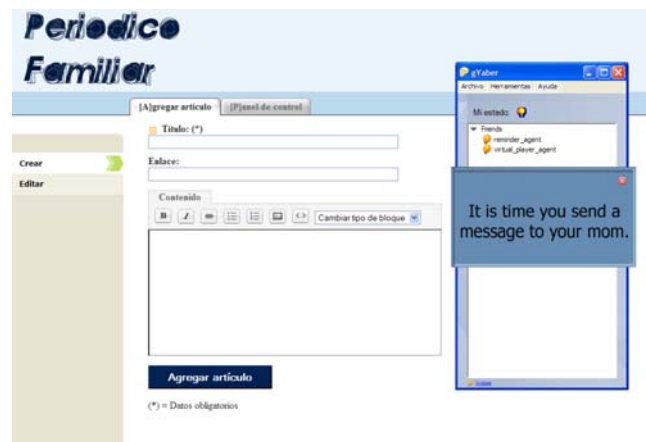 Periodico
Familiar
[A]gregar artículo
[P]anel de control
Título: (*)
Enlace:
Crear
Editar
Contenido
B I
Cambiar tipo de bloque
Agregar artículo
(*) = Datos obligatorios
gYaber
Archivo Herramientas Ayuda
Mi estado:
Friends
reminder_agent
virtual_player_agent
It is time you send a
message to your mom.